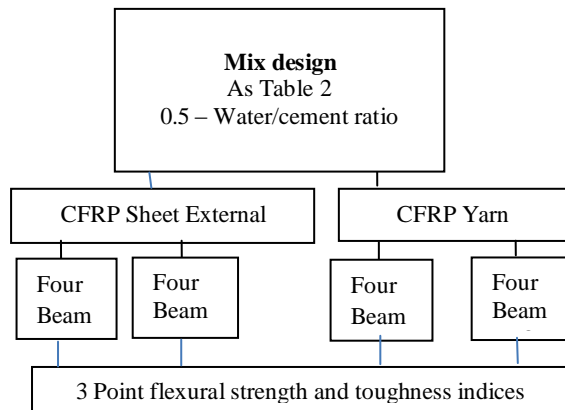 Mix design
As Table 2
0.5 – Water/cement ratio
CFRP Sheet External
CFRP Yarn
Four
Beam
Four
Beam
Four
Beam
Four
Beam
3 Point flexural strength and toughness indices